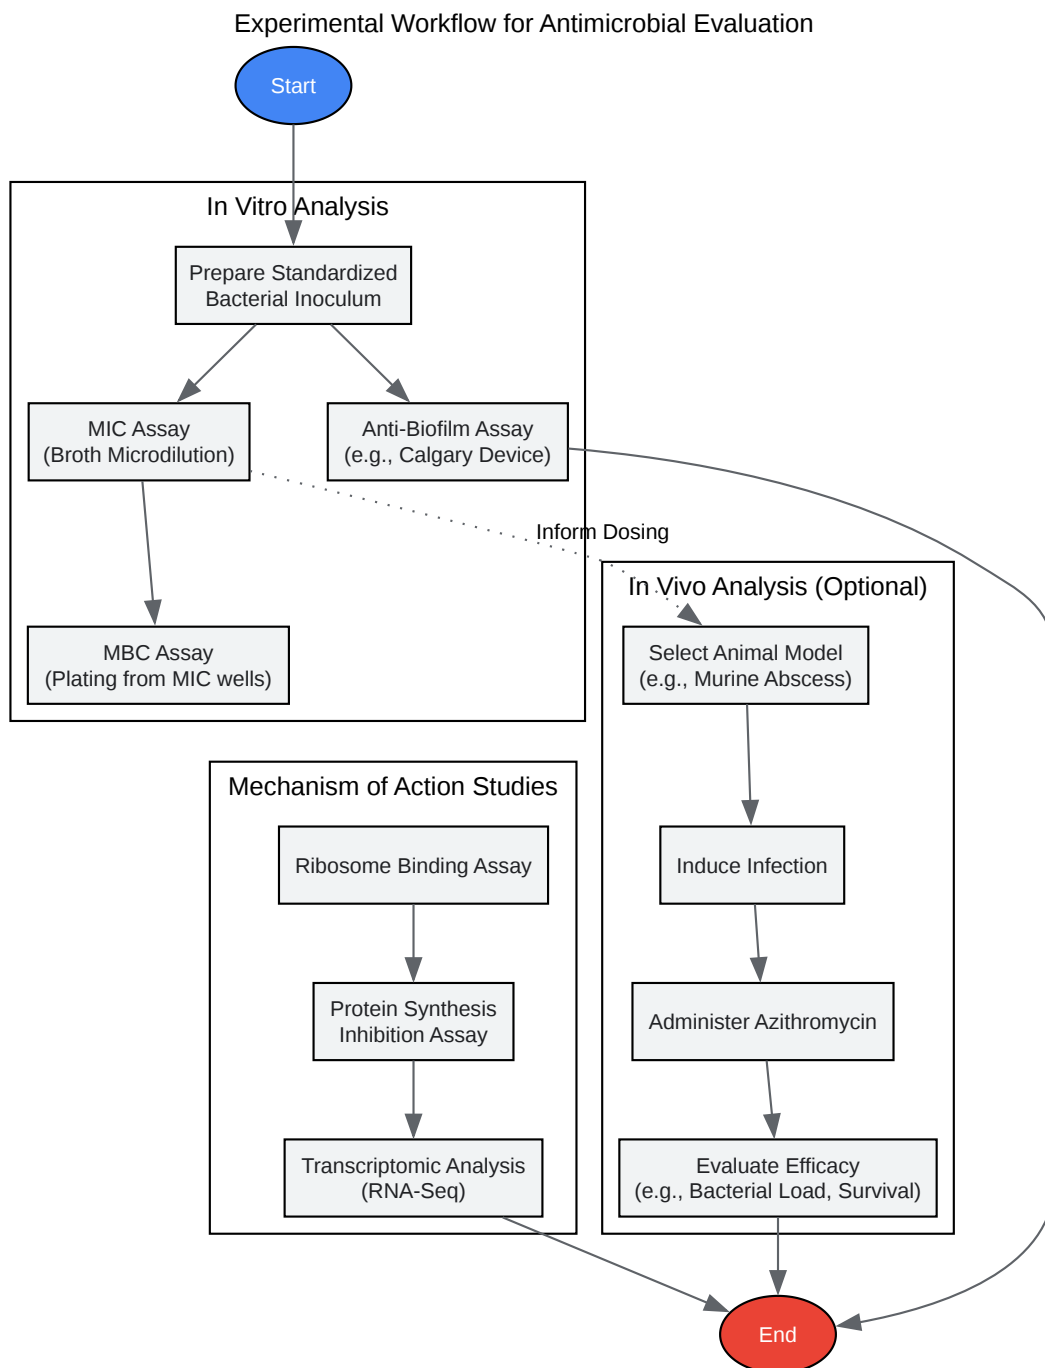 Experimental Workflow for Antimicrobial Evaluation
Start
In Vitro Analysis
Prepare Standardized
Bacterial Inoculum
MIC Assay
(Broth Microdilution)
Anti-Biofilm Assay
(e.g., Calgary Device)
Inform Dosing
MBC Assay
(Plating from MIC wells)
In Vivo Analysis (Optional)
Select Animal Model
(e.g., Murine Abscess)
Induce Infection
Administer Azithromycin
Evaluate Efficacy
(e.g., Bacterial Load, Survival)
Mechanism of Action Studies
Ribosome Binding Assay
Protein Synthesis
Inhibition Assay
Transcriptomic Analysis
(RNA-Seq)
End